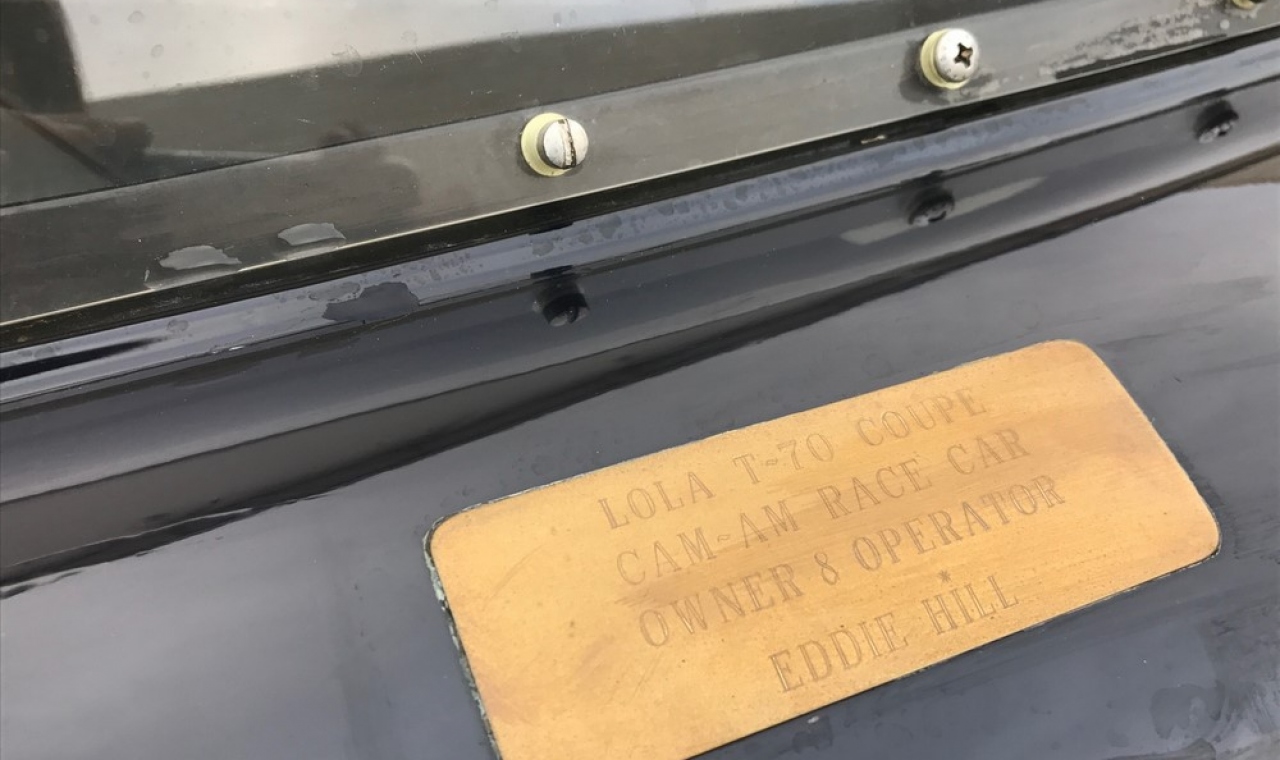 LOLA T-70 COUPE
CAM-AM RACE CAR
OWNER & OPERATOR
*
EDDIE HILL